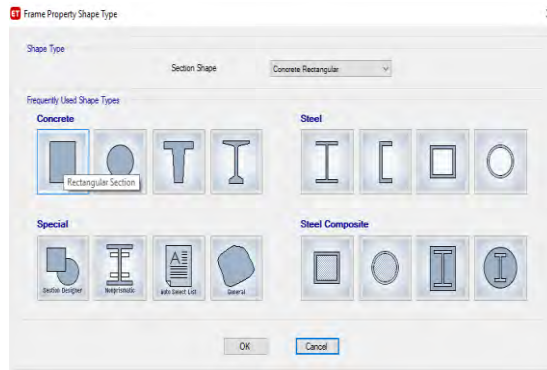 ET Frame Property Shape Type
Shape Type
Section Shape
Concrete Rectangular
Frequently Used Shape Types
Concrete
Steel
Rectangular Section
Special
Steel Composite
Section Designer
Nonprismatic
Auto Select List
General
OK
Cancel